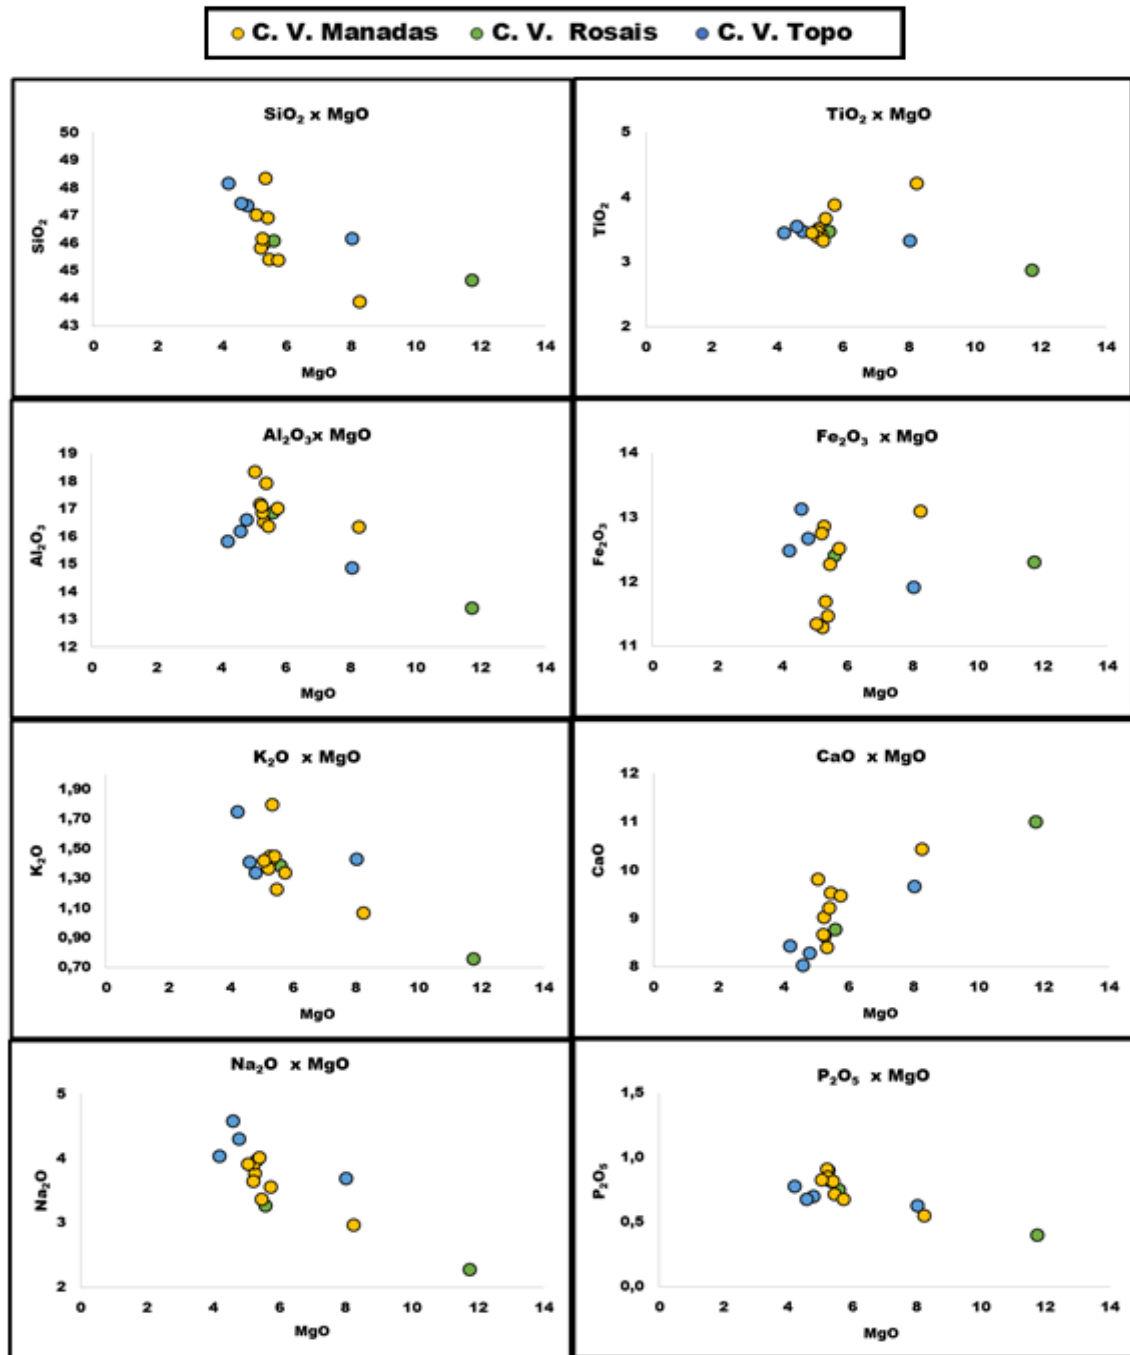 C. V. Manadas C. V. Rosais C. V. Topo
SiO₂ x MgO
50
49
48
47
46
45
44
43
SiO₂
0 2 4 6 8 10 12 14
MgO
TiO₂ x MgO
5
4
3
2
TiO₂
0 2 4 6 8 10 12 14
MgO
Al₂O₃x MgO
19
18
17
16
15
14
13
12
Al₂O₃
0 2 4 6 8 10 12 14
MgO
Fe₂O₃ x MgO
14
13
12
11
Fe₂O₃
0 2 4 6 8 10 12 14
MgO
K₂O x MgO
1,90
1,70
1,50
1,30
1,10
0,90
0,70
K₂O
0 2 4 6 8 10 12 14
MgO
CaO x MgO
12
11
10
9
8
CaO
0 2 4 6 8 10 12 14
MgO
Na₂O x MgO
5
4
3
2
Na₂O
0 2 4 6 8 10 12 14
MgO
P₂O₅ x MgO
1,5
1,0
0,5
0,0
P₂O₅
0 2 4 6 8 10 12 14
MgO